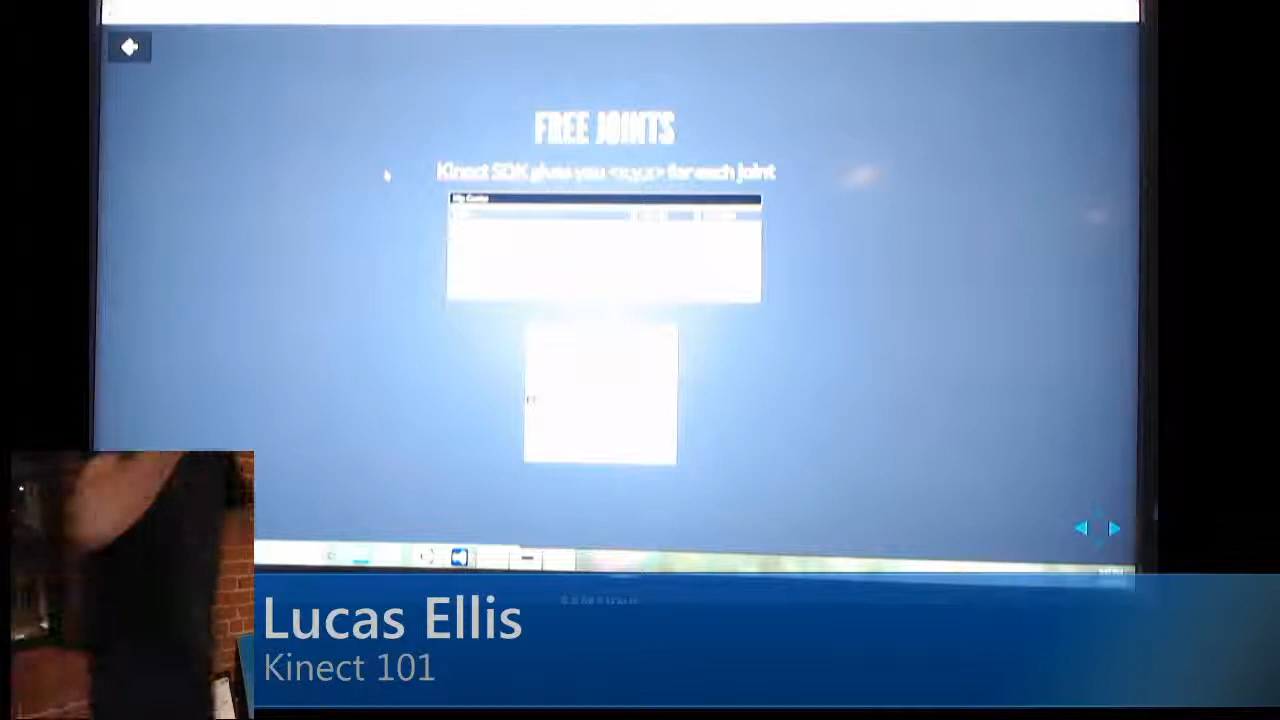 FREE JOINTS
Kinect SDK gives you <x,y,z> for each joint
Lucas Ellis
Kinect 101